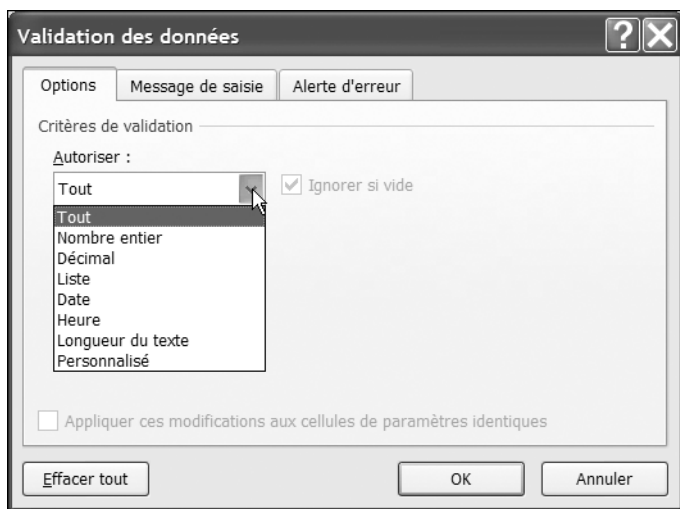 Validation des données
Options Message de saisie Alerte d'erreur
Critères de validation
Autoriser :
Tout Ignorer si vide
Tout
Nombre entier
Décimal
Liste
Date
Heure
Longueur du texte
Personnalisé
Appliquer ces modifications aux cellules de paramètres identiques
Effacer tout OK Annuler